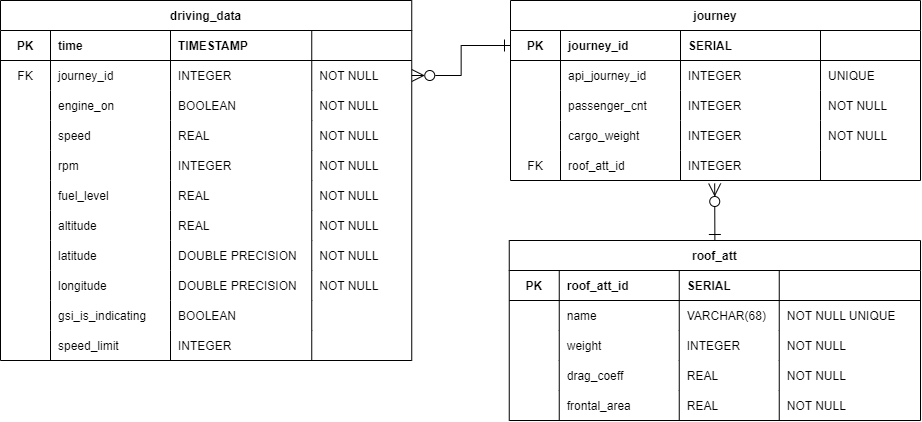 driving_data
PK time TIMESTAMP
FK journey_id INTEGER NOT NULL
engine_on BOOLEAN NOT NULL
speed REAL NOT NULL
rpm INTEGER NOT NULL
fuel_level REAL NOT NULL
altitude REAL NOT NULL
latitude DOUBLE PRECISION NOT NULL
longitude DOUBLE PRECISION NOT NULL
gsi_is_indicating BOOLEAN
speed_limit INTEGER
journey
PK journey_id SERIAL
api_journey_id INTEGER UNIQUE
passenger_cnt INTEGER NOT NULL
cargo_weight INTEGER NOT NULL
FK roof_att_id INTEGER
roof_att
PK roof_att_id SERIAL
name VARCHAR(68) NOT NULL UNIQUE
weight INTEGER NOT NULL
drag_coeff REAL NOT NULL
frontal_area REAL NOT NULL